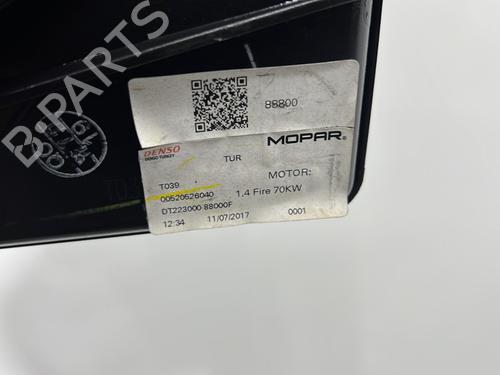 B-PARTS
88800
DENSO
DENSO TURKEY
TUR
MOPAR
T039
MOTOR:
00520526040
1.4 Fire 70KW
DT223000 88000F
12:34 11/07/2017 0001